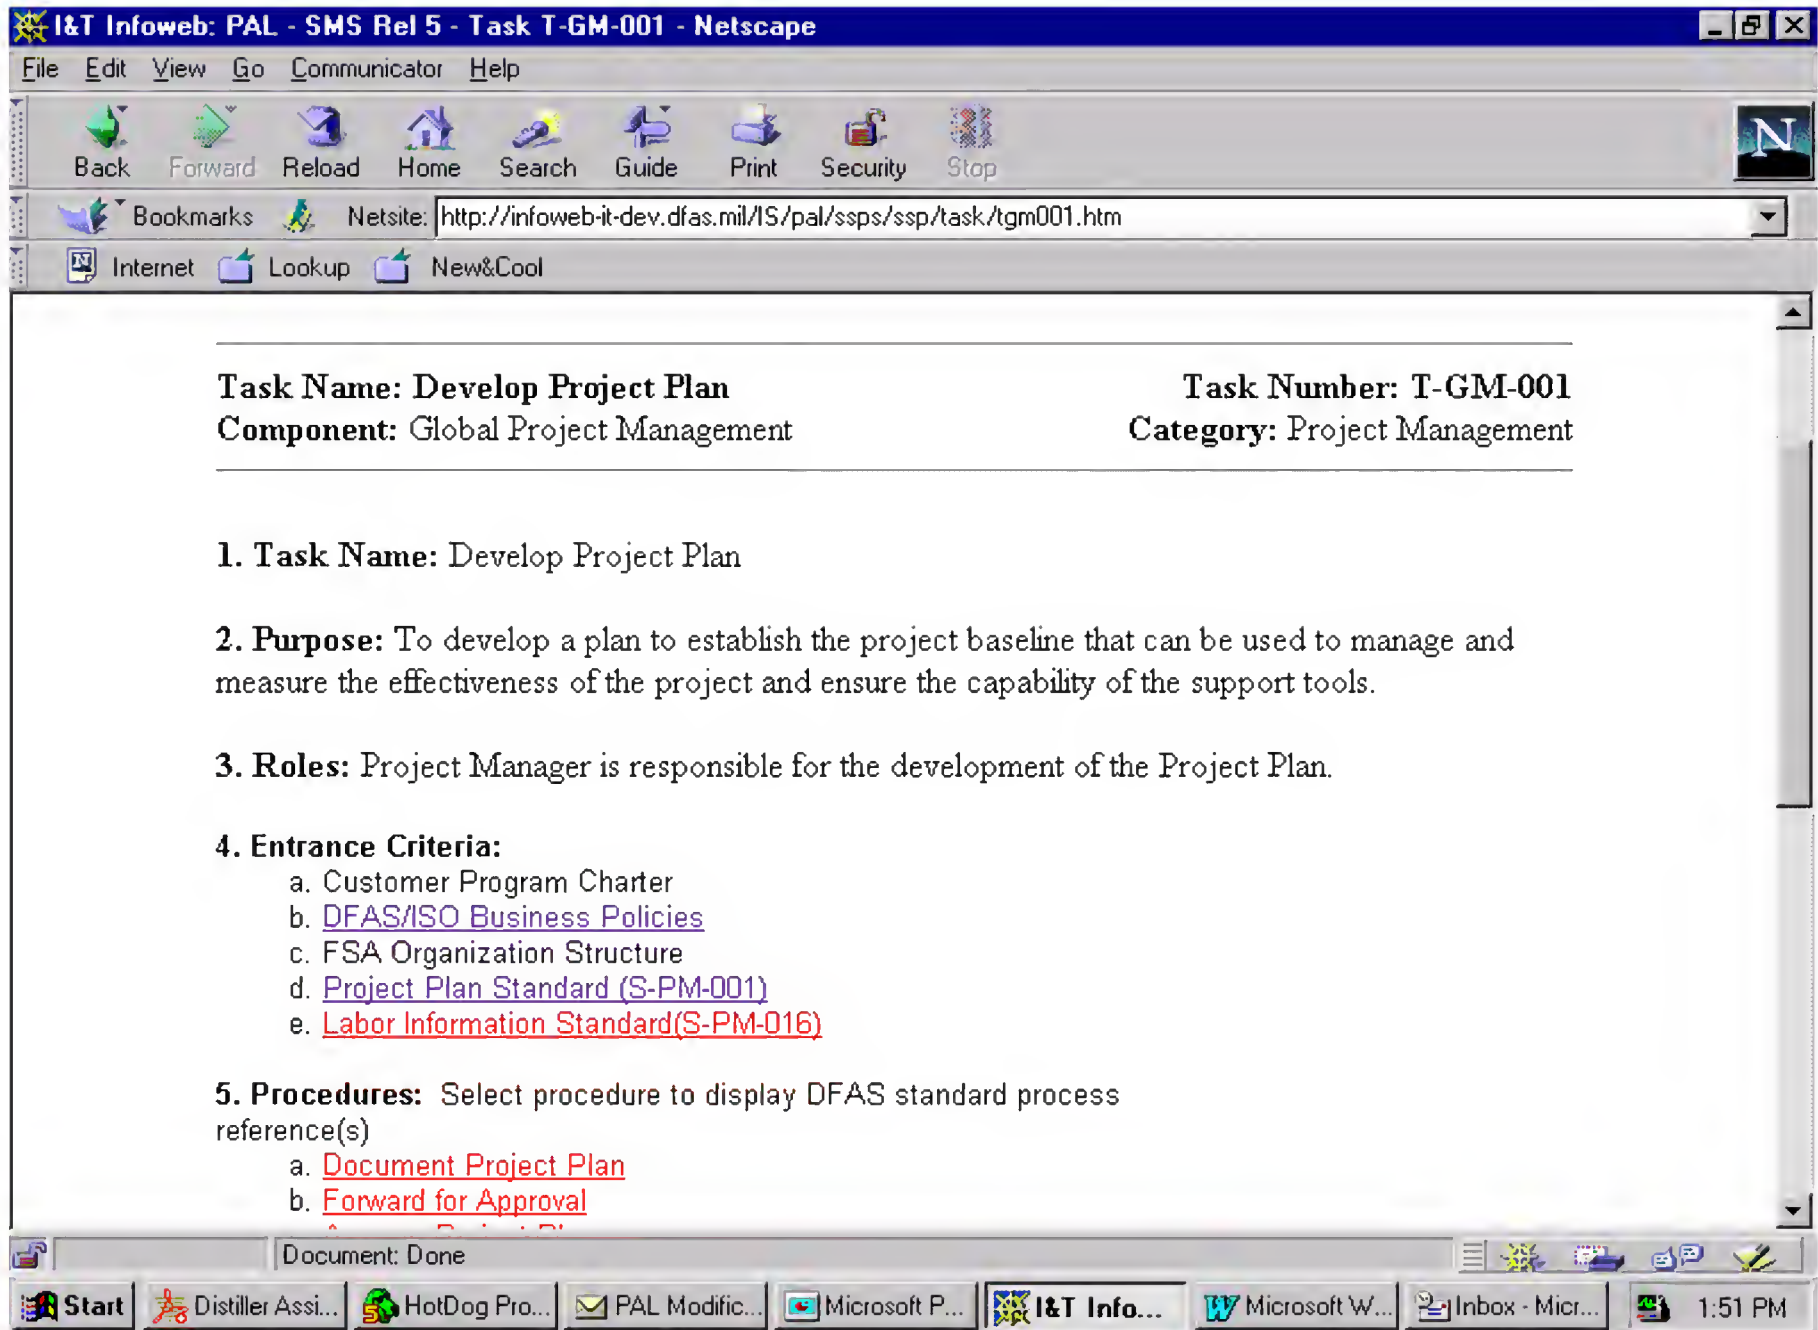 I&T Infoweb: PAL - SMS Rel 5 - Task T-GM-001 - Netscape
File Edit View Go Communicator Help
Back Forward Reload Home Search Guide Print Security Stop
N
Bookmarks Netsite: http://infoweb-it-dev.dfas.mil/IS/pal/ssps/ssp/task/tgm001.htm
Internet Lookup New&Cool
Task Name: Develop Project Plan Task Number: T-GM-001
Component: Global Project Management Category: Project Management
1. Task Name: Develop Project Plan
2. Purpose: To develop a plan to establish the project baseline that can be used to manage and
measure the effectiveness of the project and ensure the capability of the support tools.
3. Roles: Project Manager is responsible for the development of the Project Plan.
4. Entrance Criteria:
a. Customer Program Charter
b. DFAS/ISO Business Policies
c. FSA Organization Structure
d. Project Plan Standard (S-PM-001)
e. Labor Information Standard(S-PM-016)
5. Procedures: Select procedure to display DFAS standard process
reference(s)
a. Document Project Plan
b. Forward for Approval
Document: Done
Start Distiller Assi... HotDog Pro... PAL Modific... Microsoft P... I&T Info... Microsoft W... Inbox - Micr... 1:51 PM